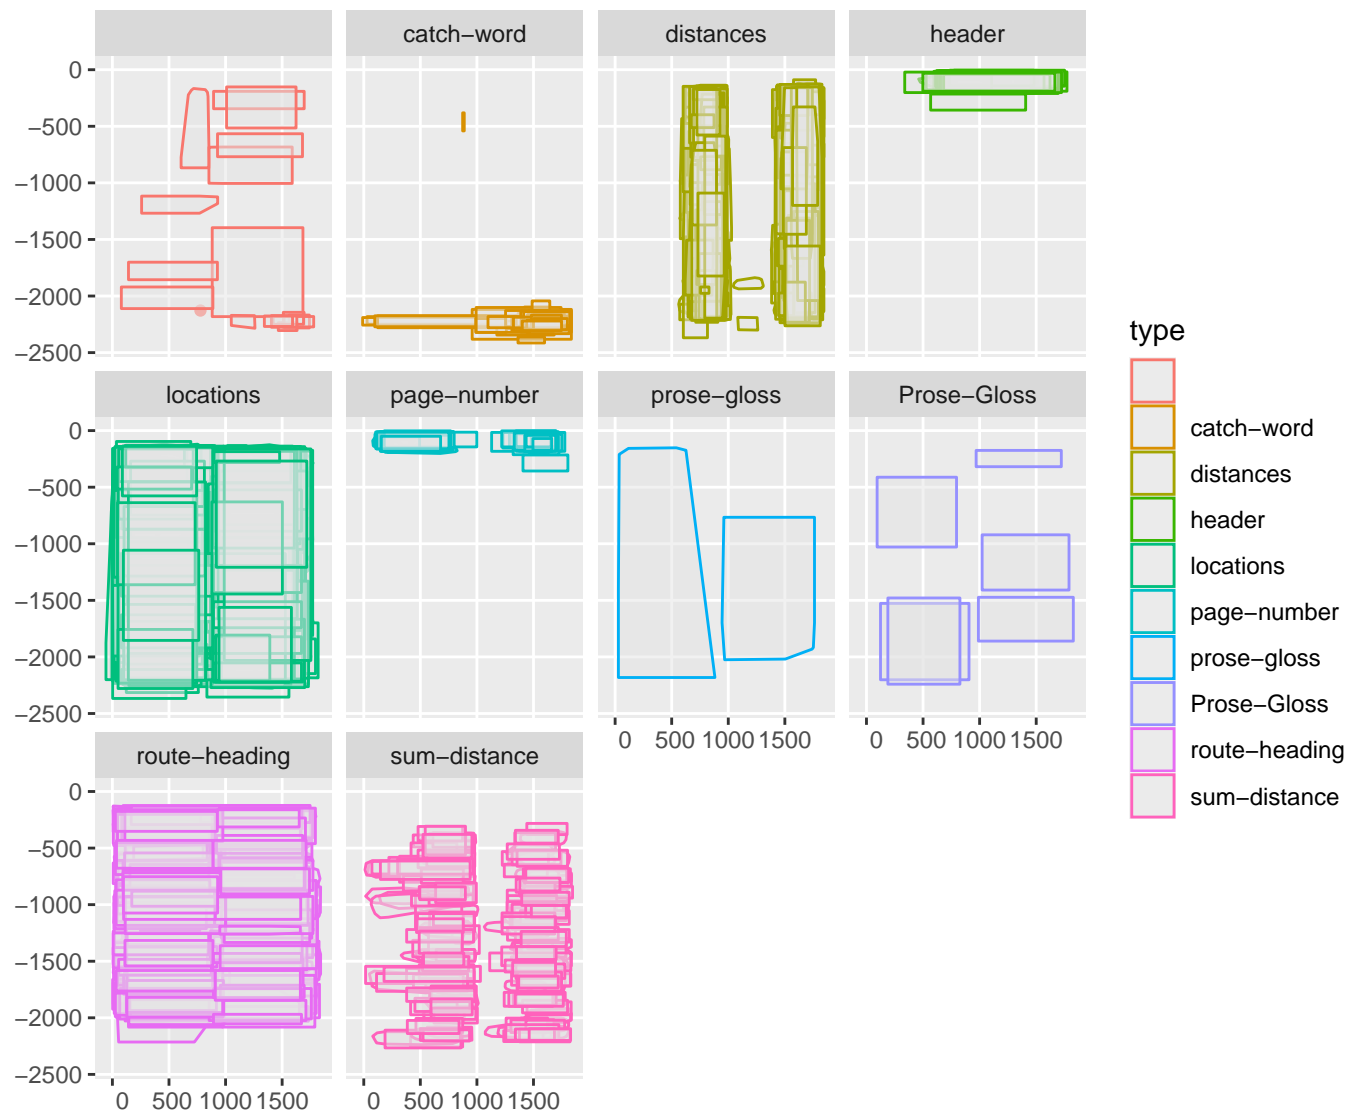 catch−word distances header
0
−500
−1000
−1500
−2000
−2500
locations page−number prose−gloss Prose−Gloss
0
−500
−1000
−1500
−2000
−2500
0 500 1000 1500 0 500 1000 1500
route−heading sum−distance
0
−500
−1000
−1500
−2000
−2500
0 500 1000 1500 0 500 1000 1500
type
catch−word
distances
header
locations
page−number
prose−gloss
Prose−Gloss
route−heading
sum−distance